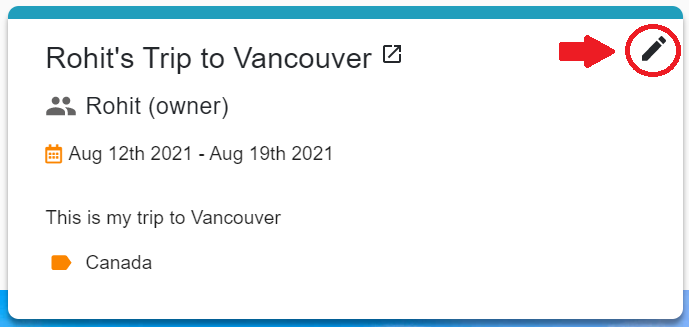 Rohit's Trip to Vancouver
Rohit (owner)
Aug 12th 2021 - Aug 19th 2021
This is my trip to Vancouver
Canada